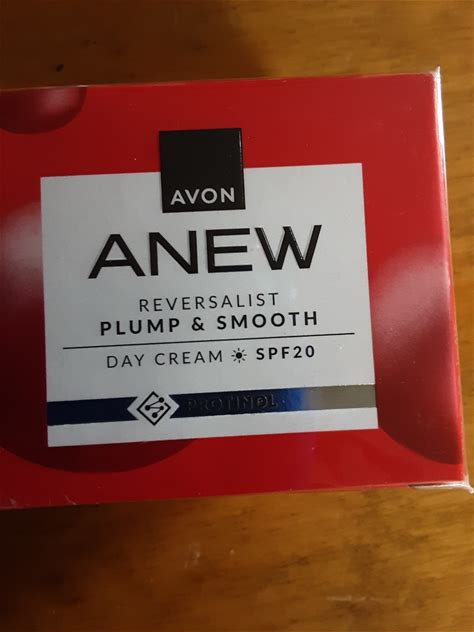 AVON
ANEW
REVERSALIST
PLUMP & SMOOTH
DAY CREAM ☀ SPF20
PROTINOL